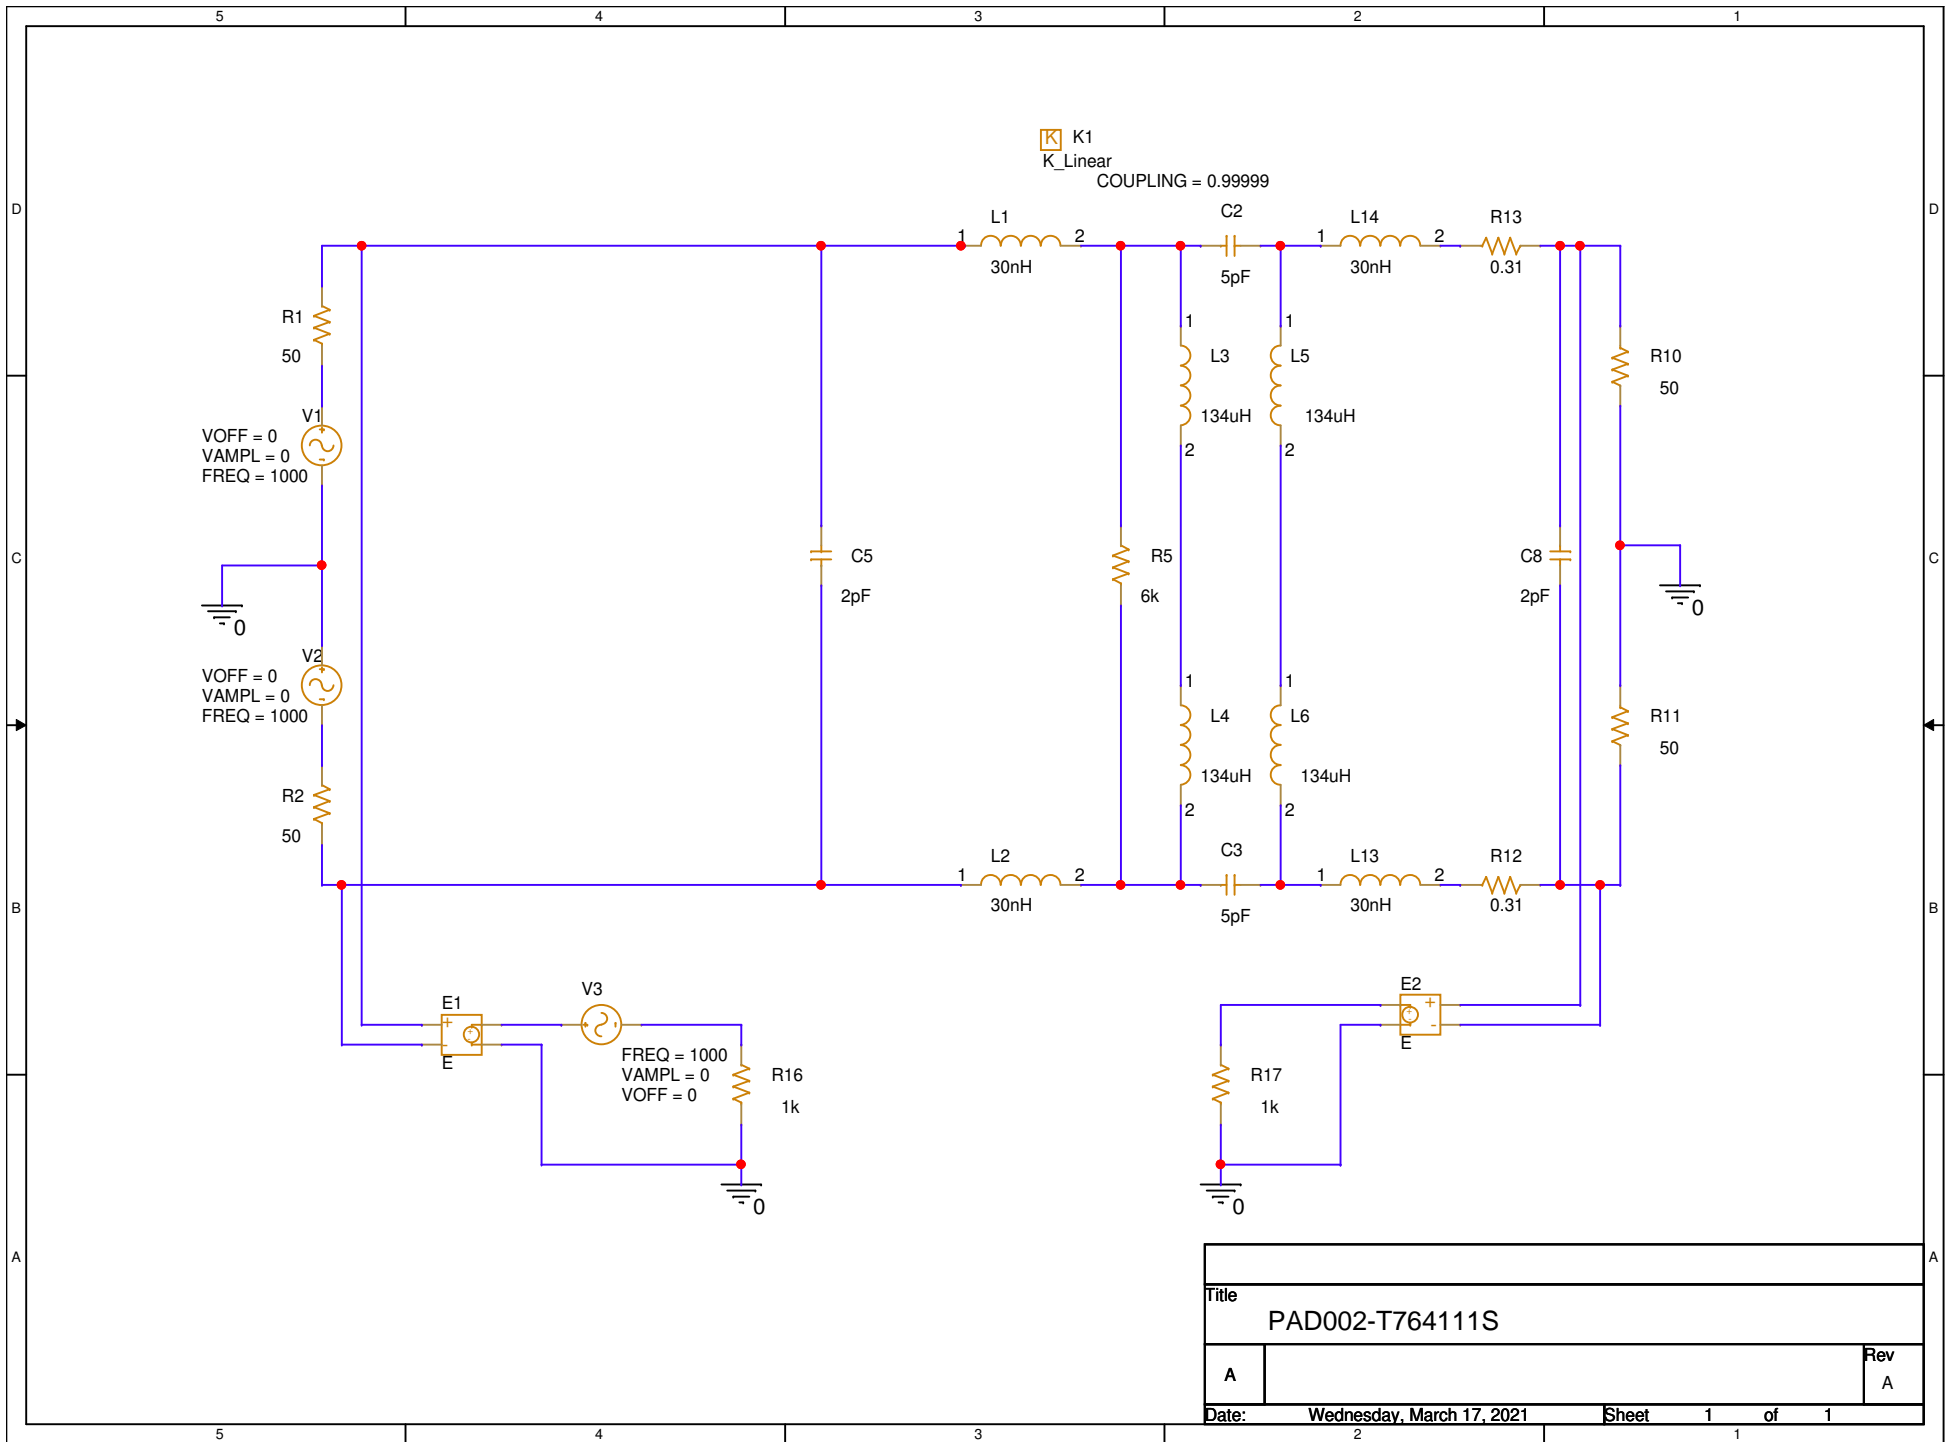 5 4 3 2 1
D D
C C
B B
A A
K K1
K_Linear
COUPLING = 0.99999
L1
1 2
30nH
C2
5pF
L14
1 2
30nH
R13
0.31
R1
50
V1
VOFF = 0
VAMPL = 0
FREQ = 1000
1
L3
134uH
2
1
L5
134uH
2
R10
50
C5
2pF
R5
6k
C8
2pF
0
0
V2
VOFF = 0
VAMPL = 0
FREQ = 1000
1
L4
134uH
2
1
L6
134uH
2
R11
50
R2
50
L2
1 2
30nH
C3
5pF
L13
1 2
30nH
R12
0.31
E1
+
-
E
V3
FREQ = 1000
VAMPL = 0
VOFF = 0
R16
1k
0
E2
+
-
E
R17
1k
0
Title
PAD002-T764111S
A
Rev
A
Date: Wednesday, March 17, 2021 Sheet 1 of 1
5 4 3 2 1